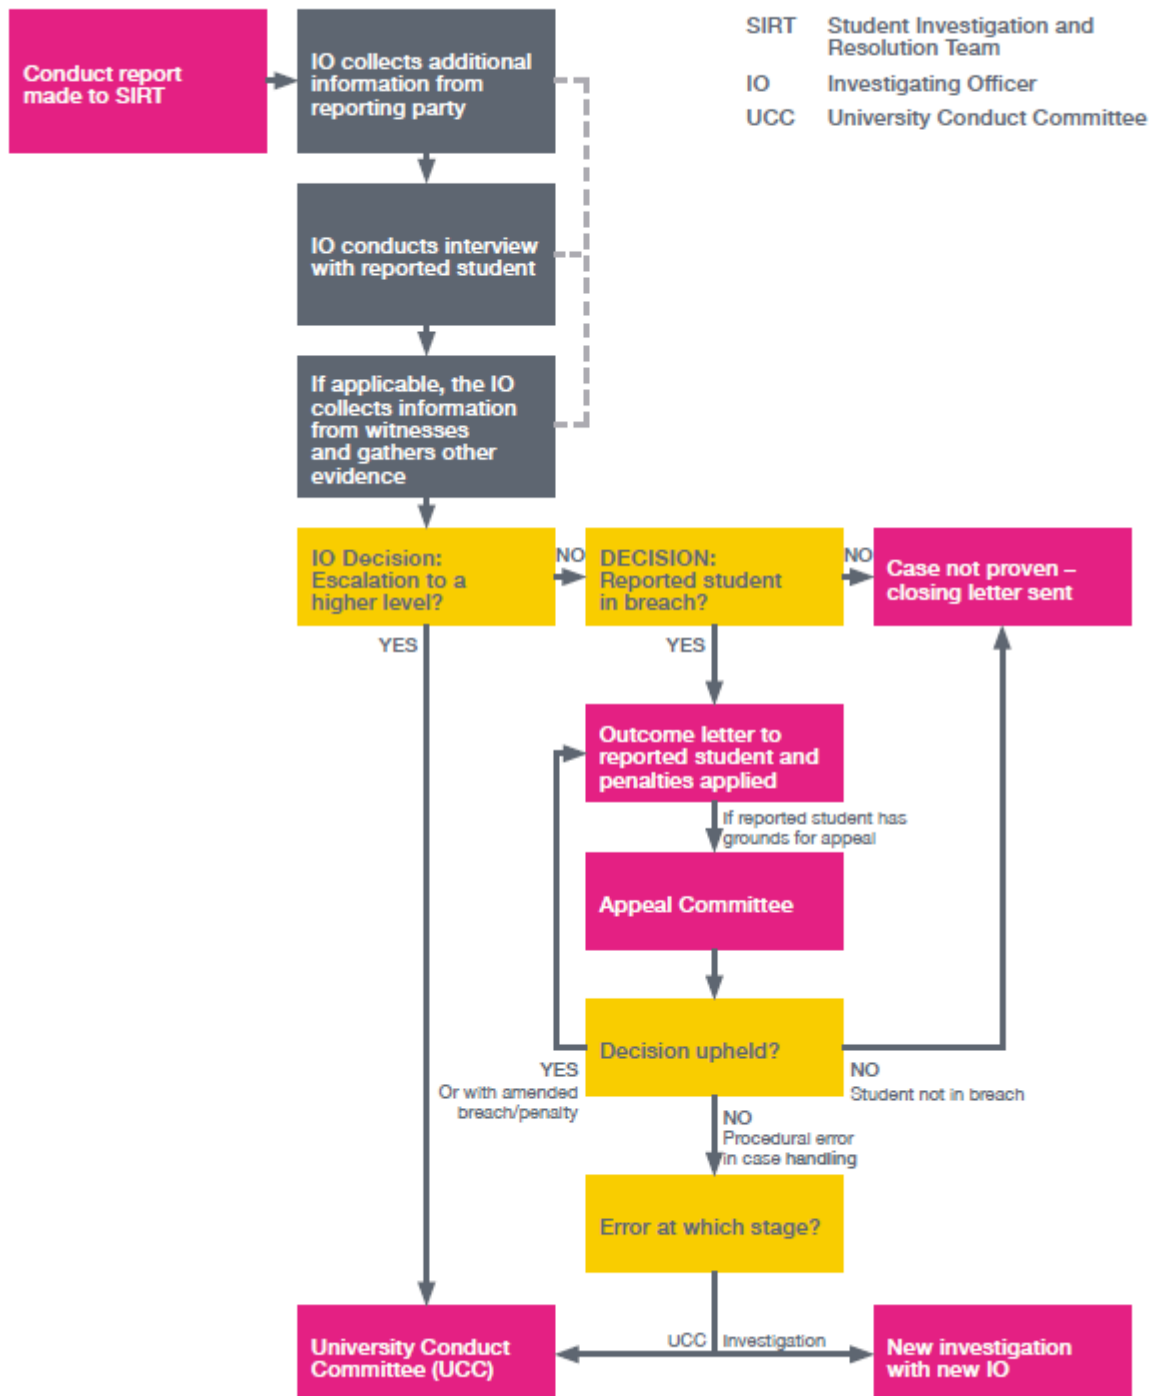 Conduct report
made to SIRT
IO collects additional
information from
reporting party
SIRT Student Investigation and
Resolution Team
IO Investigating Officer
UCC University Conduct Committee
IO conducts interview
with reported student
If applicable, the IO
collects information
from witnesses
and gathers other
evidence
IO Decision:
Escalation to a
higher level?
NO
DECISION:
Reported student
in breach?
NO
Case not proven –
closing letter sent
YES
YES
Outcome letter to
reported student and
penalties applied
If reported student has
grounds for appeal
Appeal Committee
Decision upheld?
YES
Or with amended
breach/penalty
NO
Student not in breach
NO
Procedural error
in case handling
Error at which stage?
University Conduct
Committee (UCC)
UCC
Investigation
New investigation
with new IO